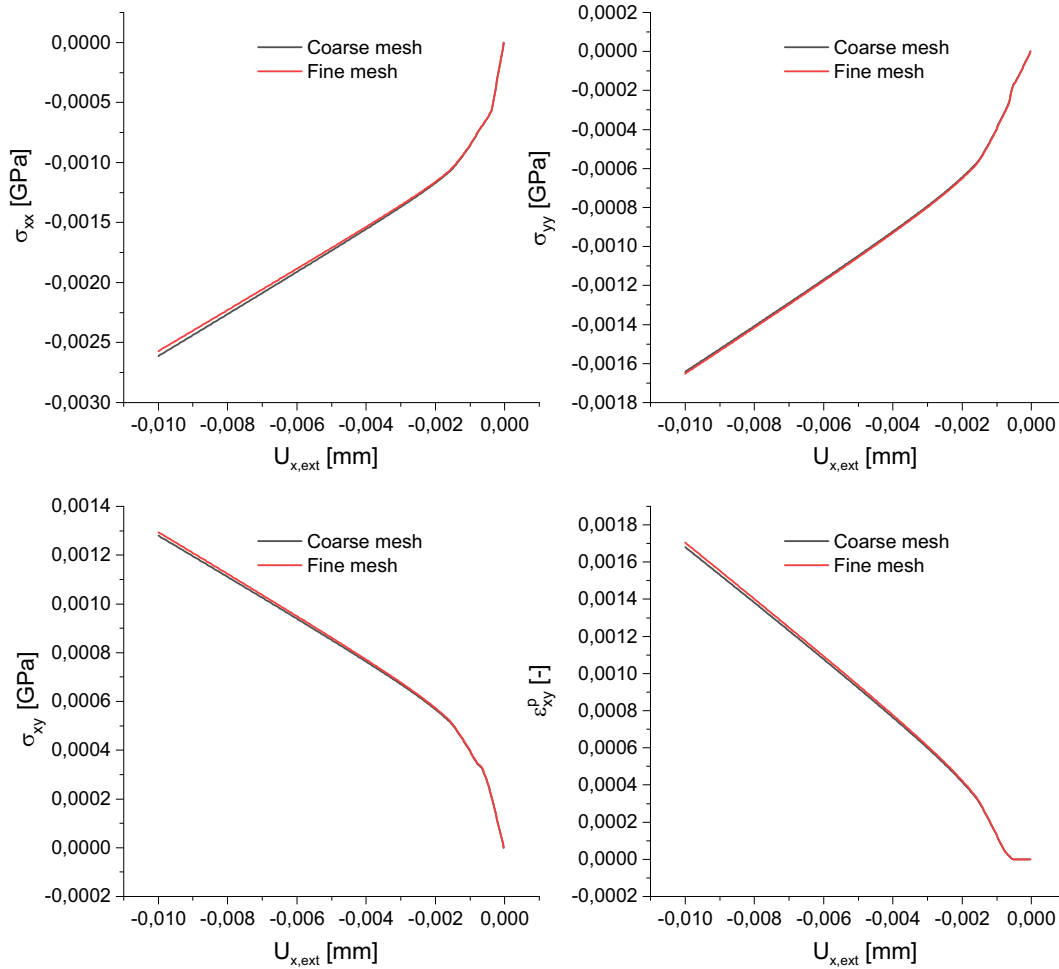 0,0000
-0,0005
-0,0010
-0,0015
-0,0020
-0,0025
-0,0030
σxx [GPa]
Coarse mesh
Fine mesh
-0,010 -0,008 -0,006 -0,004 -0,002 0,000
Ux,ext [mm]
0,0002
0,0000
-0,0002
-0,0004
-0,0006
-0,0008
-0,0010
-0,0012
-0,0014
-0,0016
-0,0018
σyy [GPa]
Coarse mesh
Fine mesh
-0,010 -0,008 -0,006 -0,004 -0,002 0,000
Ux,ext [mm]
0,0014
0,0012
0,0010
0,0008
0,0006
0,0004
0,0002
0,0000
-0,0002
σxy [GPa]
Coarse mesh
Fine mesh
-0,010 -0,008 -0,006 -0,004 -0,002 0,000
Ux,ext [mm]
0,0018
0,0016
0,0014
0,0012
0,0010
0,0008
0,0006
0,0004
0,0002
0,0000
-0,0002
εpxy [-]
Coarse mesh
Fine mesh
-0,010 -0,008 -0,006 -0,004 -0,002 0,000
Ux,ext [mm]